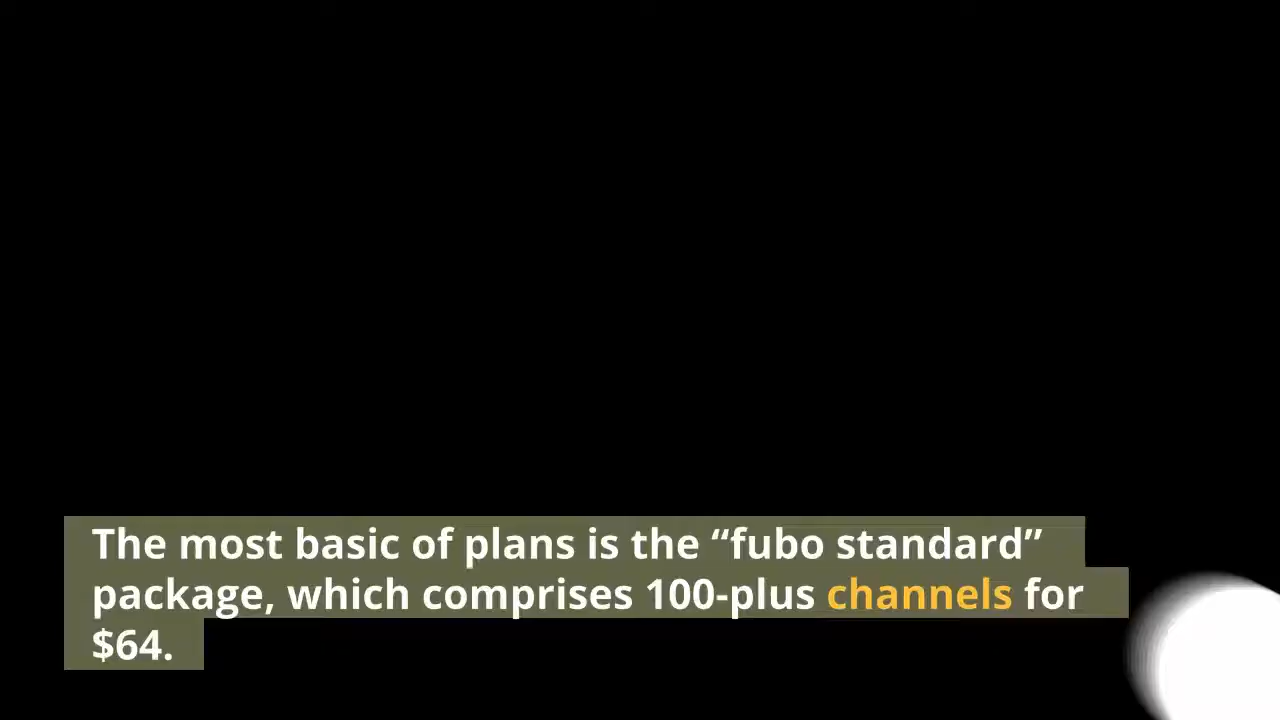 The most basic of plans is the “fubo standard”
package, which comprises 100-plus channels for
$64.